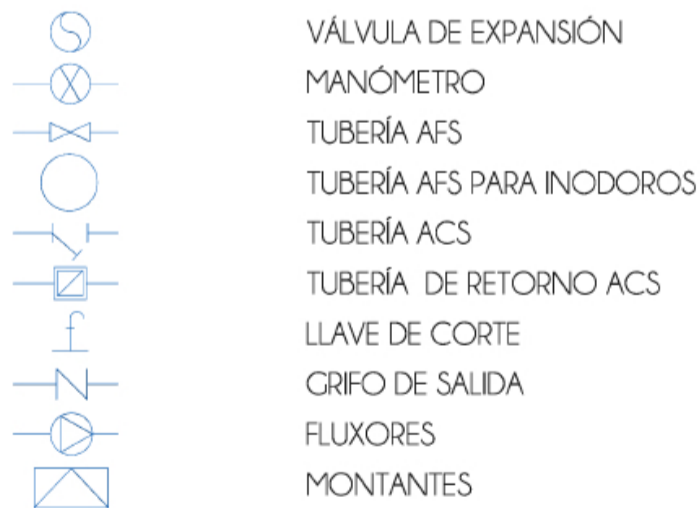 VÁLVULA DE EXPANSIÓN
MANÓMETRO
TUBERÍA AFS
TUBERÍA AFS PARA INODOROS
TUBERÍA ACS
TUBERÍA DE RETORNO ACS
LLAVE DE CORTE
GRIFO DE SALIDA
FLUXORES
MONTANTES